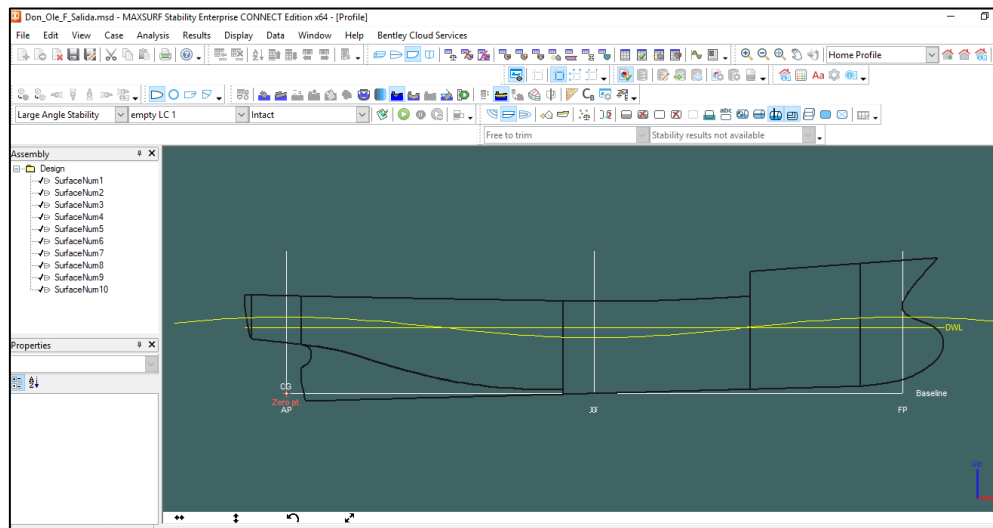 Don_Ole_F_Salida.msd - MAXSURF Stability Enterprise CONNECT Edition x64 - [Profile]
File Edit View Case Analysis Results Display Data Window Help Bentley Cloud Services
Home Profile
Aa
Large Angle Stability empty LC 1 Intact abc
Free to trim Stability results not available
Assembly
Design
SurfaceNum1
SurfaceNum2
SurfaceNum3
SurfaceNum4
SurfaceNum5
SurfaceNum6
SurfaceNum7
SurfaceNum8
SurfaceNum9
SurfaceNum10
Properties
DWL
CG
Baseline
Zero pt.
AP
FP
Up